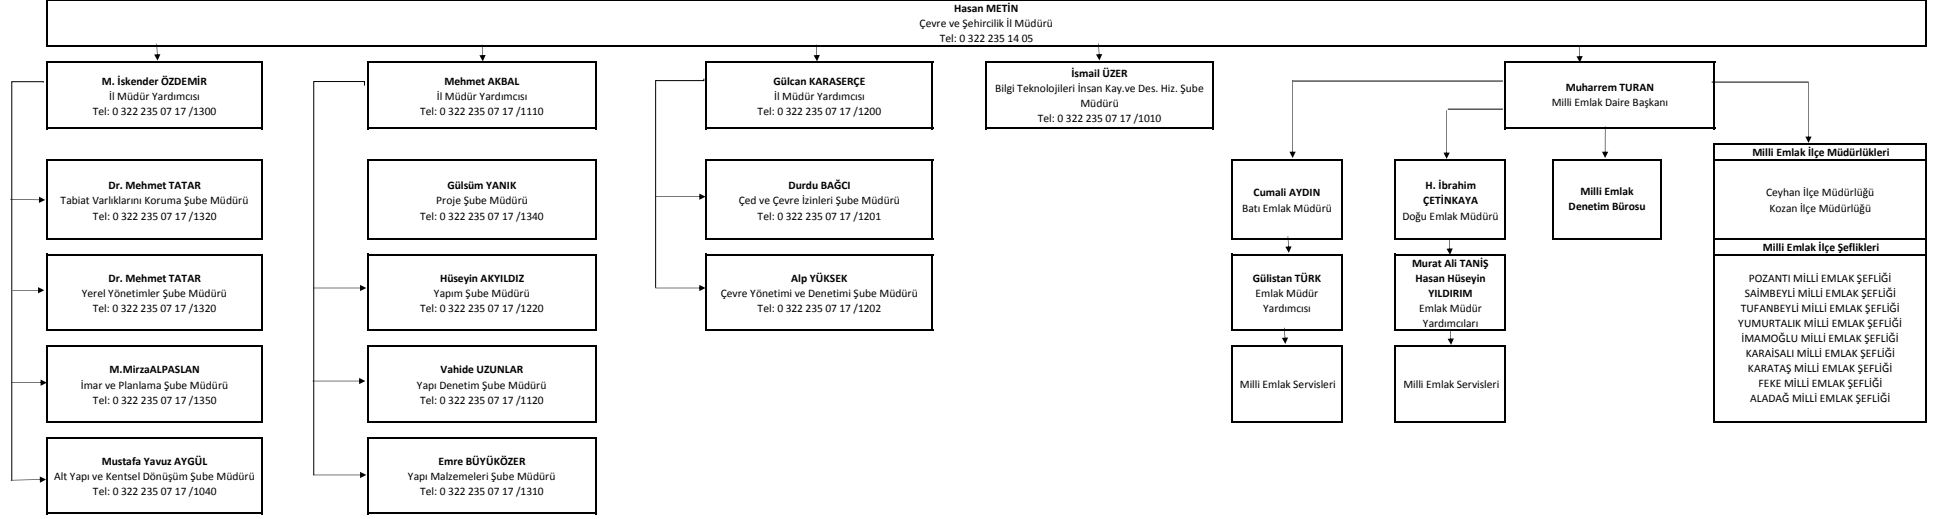 Hasan METİN
Çevre ve Şehircilik İl Müdürü
Tel: 0 322 235 14 05
M. İskender ÖZDEMİR
İl Müdür Yardımcısı
Tel: 0 322 235 07 17 /1300
Dr. Mehmet TATAR
Tabiat Varlıklarını Koruma Şube Müdürü
Tel: 0 322 235 07 17 /1320
Dr. Mehmet TATAR
Yerel Yönetimler Şube Müdürü
Tel: 0 322 235 07 17 /1320
M.MirzaALPASLAN
İmar ve Planlama Şube Müdürü
Tel: 0 322 235 07 17 /1350
Mustafa Yavuz AYGÜL
Alt Yapı ve Kentsel Dönüşüm Şube Müdürü
Tel: 0 322 235 07 17 /1040
Mehmet AKBAL
İl Müdür Yardımcısı
Tel: 0 322 235 07 17 /1110
Gülsüm YANIK
Proje Şube Müdürü
Tel: 0 322 235 07 17 /1340
Hüseyin AKYILDIZ
Yapım Şube Müdürü
Tel: 0 322 235 07 17 /1220
Vahide UZUNLAR
Yapı Denetim Şube Müdürü
Tel: 0 322 235 07 17 /1120
Emre BÜYÜKÖZER
Yapı Malzemeleri Şube Müdürü
Tel: 0 322 235 07 17 /1310
Gülcan KARASERÇE
İl Müdür Yardımcısı
Tel: 0 322 235 07 17 /1200
Durdu BAĞCI
Çed ve Çevre İzinleri Şube Müdürü
Tel: 0 322 235 07 17 /1201
Alp YÜKSEK
Çevre Yönetimi ve Denetimi Şube Müdürü
Tel: 0 322 235 07 17 /1202
İsmail ÜZER
Bilgi Teknolojileri İnsan Kay.ve Des. Hiz. Şube
Müdürü
Tel: 0 322 235 07 17 /1010
Muharrem TURAN
Milli Emlak Daire Başkanı
Cumali AYDIN
Batı Emlak Müdürü
Gülistan TÜRK
Emlak Müdür
Yardımcısı
Milli Emlak Servisleri
H. İbrahim
ÇETİNKAYA
Doğu Emlak Müdürü
Murat Ali TANİŞ
Hasan Hüseyin
YILDIRIM
Emlak Müdür
Yardımcıları
Milli Emlak Servisleri
Milli Emlak
Denetim Bürosu
Milli Emlak İlçe Müdürlükleri
Ceyhan İlçe Müdürlüğü
Kozan İlçe Müdürlüğü
Milli Emlak İlçe Şeflikleri
POZANTI MİLLİ EMLAK ŞEFLİĞİ
SAİMBEYLİ MİLLİ EMLAK ŞEFLİĞİ
TUFANBEYLİ MİLLİ EMLAK ŞEFLİĞİ
YUMURTALIK MİLLİ EMLAK ŞEFLİĞİ
İMAMOĞLU MİLLİ EMLAK ŞEFLİĞİ
KARAİSALI MİLLİ EMLAK ŞEFLİĞİ
KARATAŞ MİLLİ EMLAK ŞEFLİĞİ
FEKE MİLLİ EMLAK ŞEFLİĞİ
ALADAĞ MİLLİ EMLAK ŞEFLİĞİ